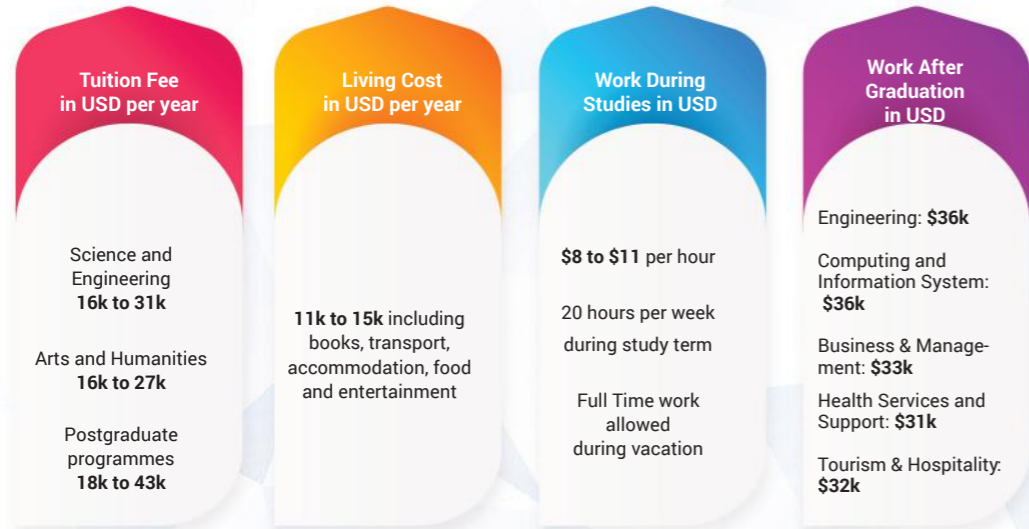 Tuition Fee
in USD per year
Science and
Engineering
16k to 31k
Arts and Humanities
16k to 27k
Postgraduate
programmes
18k to 43k
Living Cost
in USD per year
11k to 15k including
books, transport,
accommodation, food
and entertainment
Work During
Studies in USD
$8 to $11 per hour
20 hours per week
during study term
Full Time work
allowed
during vacation
Work After
Graduation
in USD
Engineering: $36k
Computing and
Information System:
$36k
Business & Manage-
ment: $33k
Health Services and
Support: $31k
Tourism & Hospitality:
$32k